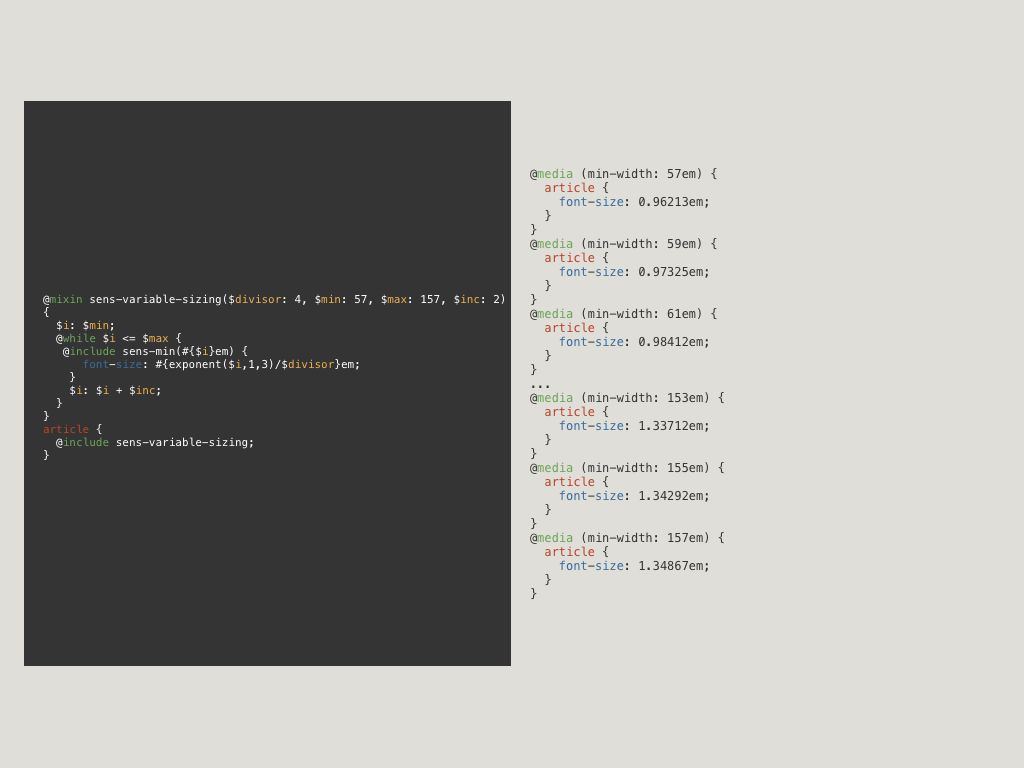 @mixin sens-variable-sizing($divisor: 4, $min: 57, $max: 157, $inc: 2)
{
  $i: $min;
  @while $i <= $max {
   @include sens-min(#{$i}em) {
      font-size: #{exponent($i,1,3)/$divisor}em;
    }
    $i: $i + $inc;
  }
}
article {
  @include sens-variable-sizing;
}
@media (min-width: 57em) {
  article {
    font-size: 0.96213em;
  }
}
@media (min-width: 59em) {
  article {
    font-size: 0.97325em;
  }
}
@media (min-width: 61em) {
  article {
    font-size: 0.98412em;
  }
}
...
@media (min-width: 153em) {
  article {
    font-size: 1.33712em;
  }
}
@media (min-width: 155em) {
  article {
    font-size: 1.34292em;
  }
}
@media (min-width: 157em) {
  article {
    font-size: 1.34867em;
  }
}